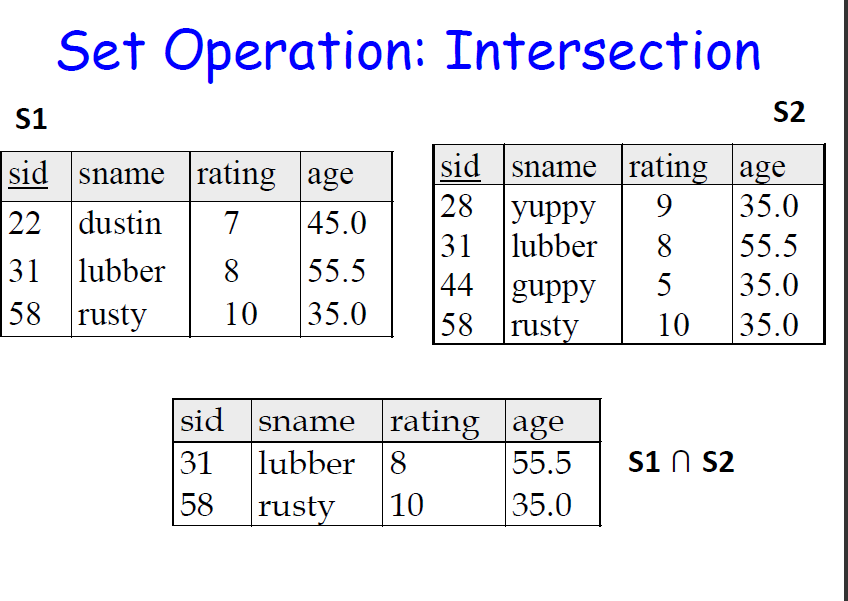 Set Operation: Intersection
S1
sid sname rating age
22 dustin 7 45.0
31 lubber 8 55.5
58 rusty 10 35.0
S2
sid sname rating age
28 yuppy 9 35.0
31 lubber 8 55.5
44 guppy 5 35.0
58 rusty 10 35.0
sid sname rating age
31 lubber 8 55.5
58 rusty 10 35.0
S1 ∩ S2